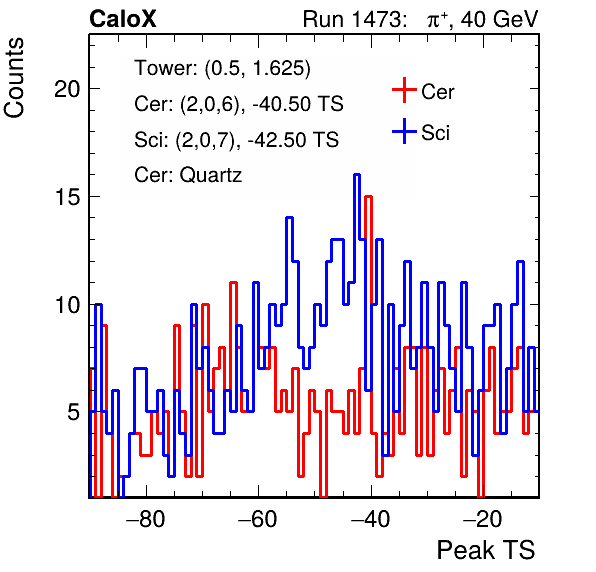 CaloX Run 1473: π⁺, 40 GeV
Counts
Tower: (0.5, 1.625)
Cer: (2,0,6), -40.50 TS
Sci: (2,0,7), -42.50 TS
Cer: Quartz
Cer
Sci
20
15
10
5
−80 −60 −40 −20
Peak TS